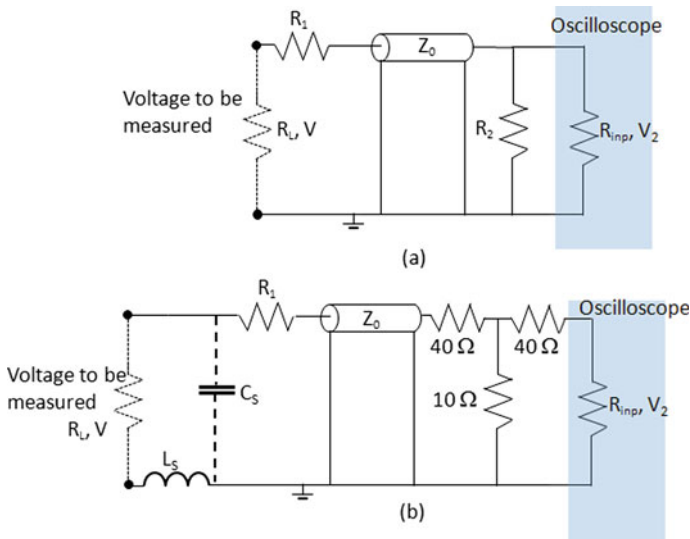 Oscilloscope
R1
Z0
Voltage to be
measured
RL, V
R2
Rinp, V2
(a)
R1
Oscilloscope
Z0
40 Ω
40 Ω
Voltage to be
measured
RL, V
CS
10 Ω
Rinp, V2
LS
(b)